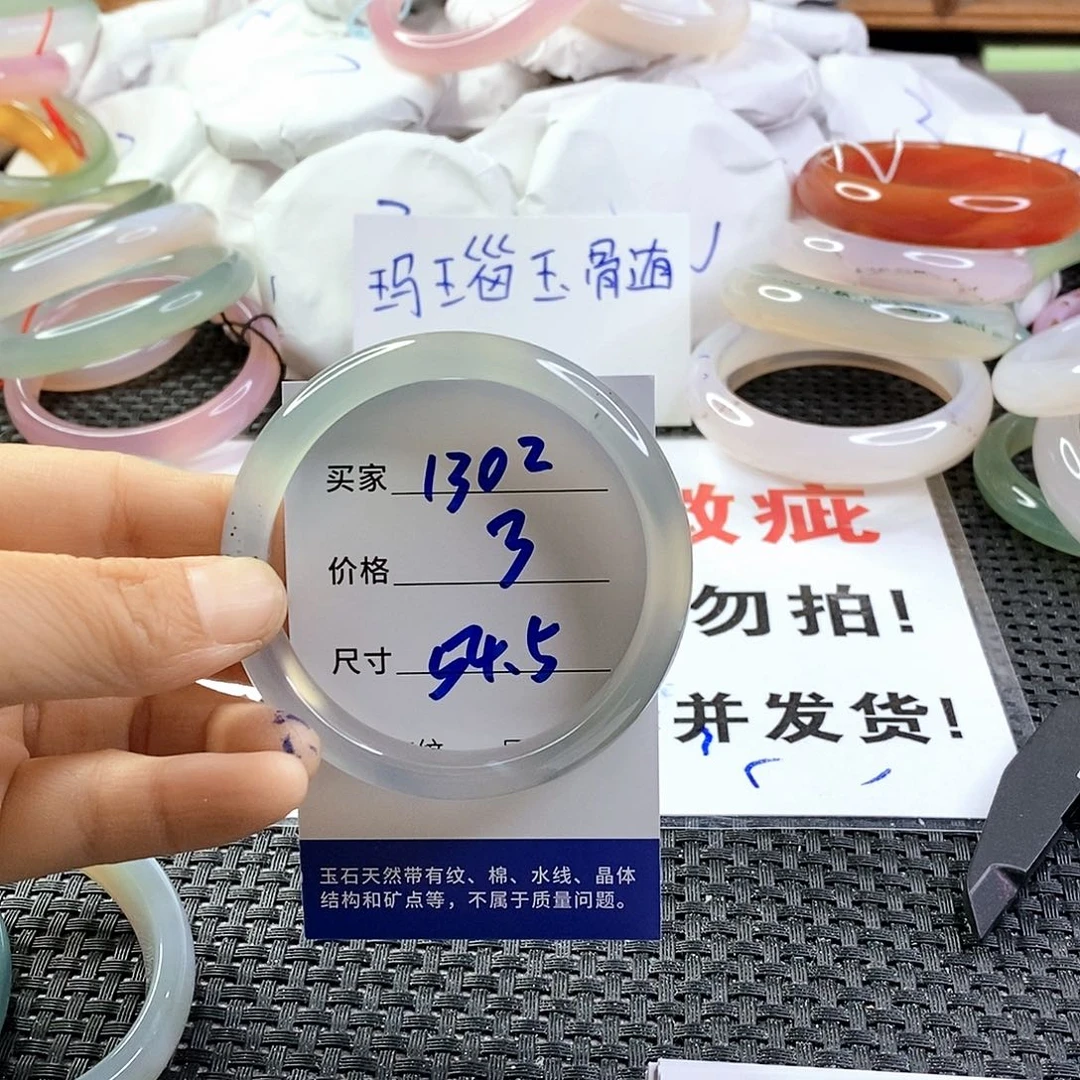 玛瑙玉骨髓
买家 1302
价格 3
尺寸 54.5
玉石天然带有纹、棉、水线、晶体
结构和矿点等，不属于质量问题。
疵
勿拍!
并发货!